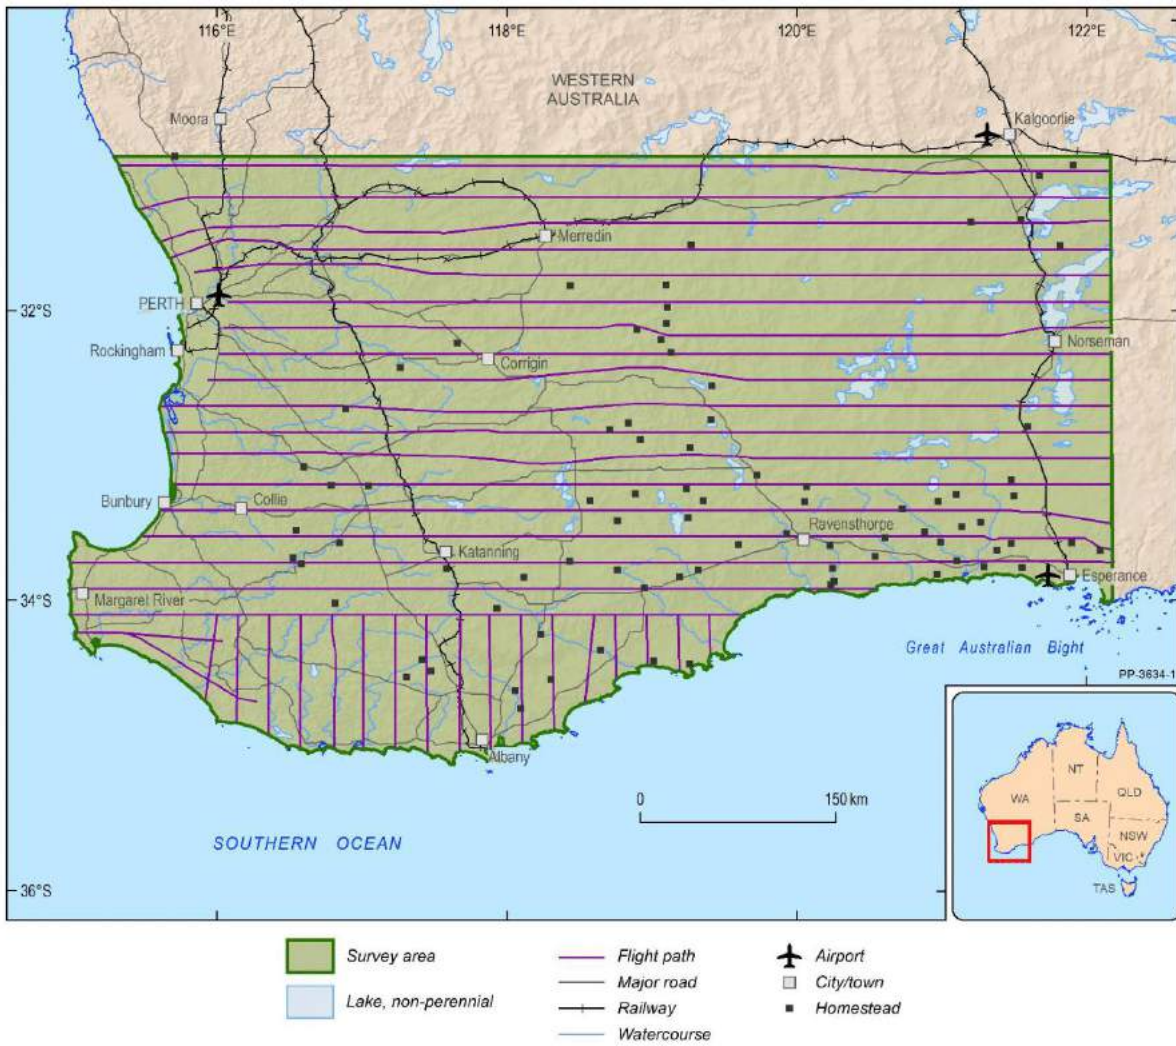 116°E
118°E
120°E
122°E
WESTERN
AUSTRALIA
Moora
Kalgoorlie
Merredin
PERTH
32°S
Rockingham
Corrigin
Norseman
Bunbury
Collie
Ravensthorpe
Katanning
Esperance
Margaret River
34°S
Great Australian Bight
PP-3634-1
Albany
0
150 km
SOUTHERN OCEAN
36°S
NT
WA
QLD
SA
NSW
VIC
TAS
Survey area
Lake, non-perennial
Flight path
Major road
Railway
Watercourse
Airport
City/town
Homestead